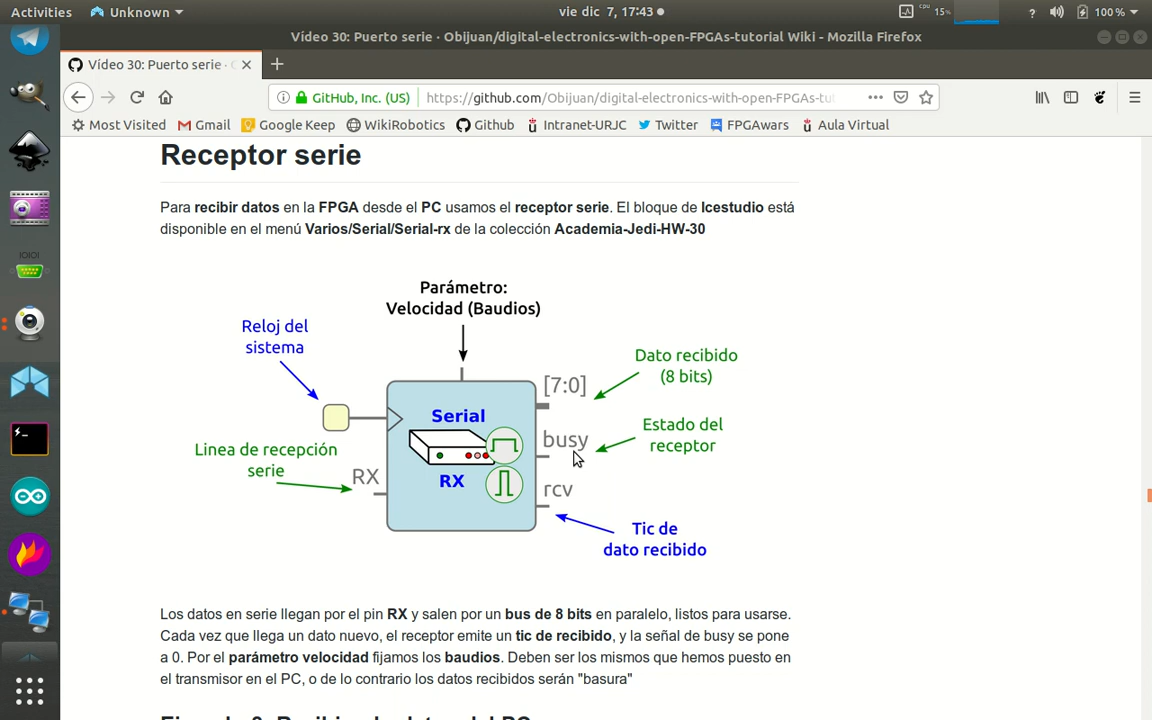 Activities Unknown vie dic 7, 17:43 cpu 15% ? 100 %
Vídeo 30: Puerto serie · Obijuan/digital-electronics-with-open-FPGAs-tutorial Wiki - Mozilla Firefox
Vídeo 30: Puerto serie ·
GitHub, Inc. (US) https://github.com/Obijuan/digital-electronics-with-open-FPGAs-tut
Most Visited Gmail Google Keep WikiRobotics Github Intranet-URJC Twitter FPGAwars Aula Virtual
Receptor serie
Para recibir datos en la FPGA desde el PC usamos el receptor serie. El bloque de Icestudio está
disponible en el menú Varios/Serial/Serial-rx de la colección Academia-Jedi-HW-30
Parámetro:
Velocidad (Baudios)
Reloj del
sistema
Dato recibido
(8 bits)
[7:0]
Serial
Estado del
receptor
busy
Linea de recepción
serie
RX
RX
rcv
Tic de
dato recibido
Los datos en serie llegan por el pin RX y salen por un bus de 8 bits en paralelo, listos para usarse.
Cada vez que llega un dato nuevo, el receptor emite un tic de recibido, y la señal de busy se pone
a 0. Por el parámetro velocidad fijamos los baudios. Deben ser los mismos que hemos puesto en
el transmisor en el PC, o de lo contrario los datos recibidos serán "basura"